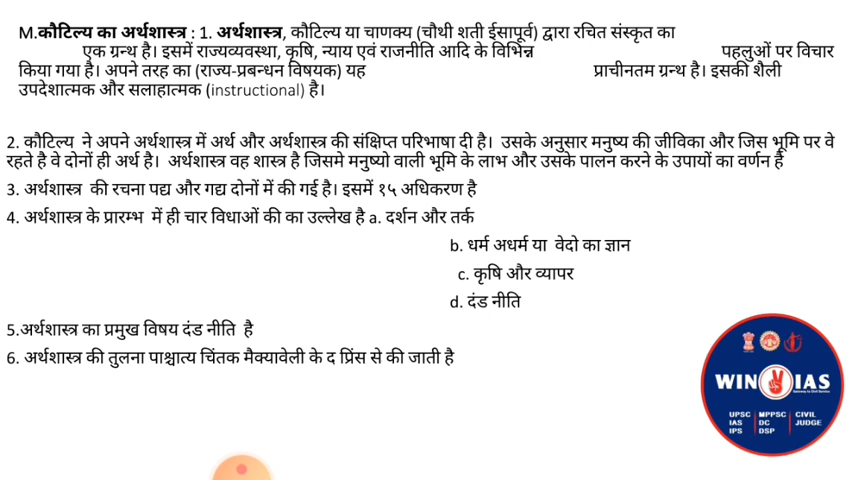 M.कौटिल्य का अर्थशास्त्र : 1. अर्थशास्त्र, कौटिल्य या चाणक्य (चौथी शती ईसापूर्व) द्वारा रचित संस्कृत का
एक ग्रन्थ है। इसमें राज्यव्यवस्था, कृषि, न्याय एवं राजनीति आदि के विभिन्न पहलुओं पर विचार
किया गया है। अपने तरह का (राज्य-प्रबन्धन विषयक) यह प्राचीनतम ग्रन्थ है। इसकी शैली
उपदेशात्मक और सलाहात्मक (instructional) है।
2. कौटिल्य ने अपने अर्थशास्त्र में अर्थ और अर्थशास्त्र की संक्षिप्त परिभाषा दी है। उसके अनुसार मनुष्य की जीविका और जिस भूमि पर वे
रहते है वे दोनों ही अर्थ है। अर्थशास्त्र वह शास्त्र है जिसमे मनुष्यो वाली भूमि के लाभ और उसके पालन करने के उपायों का वर्णन है
3. अर्थशास्त्र की रचना पद्य और गद्य दोनों में की गई है। इसमें १५ अधिकरण है
4. अर्थशास्त्र के प्रारम्भ में ही चार विधाओं की का उल्लेख है a. दर्शन और तर्क
b. धर्म अधर्म या वेदो का ज्ञान
c. कृषि और व्यापर
d. दंड नीति
5.अर्थशास्त्र का प्रमुख विषय दंड नीति है
6. अर्थशास्त्र की तुलना पाश्चात्य चिंतक मैक्यावेली के द प्रिंस से की जाती है
WIN IAS
UPSC MPPSC CIVIL
IAS DC JUDGE
IPS DSP